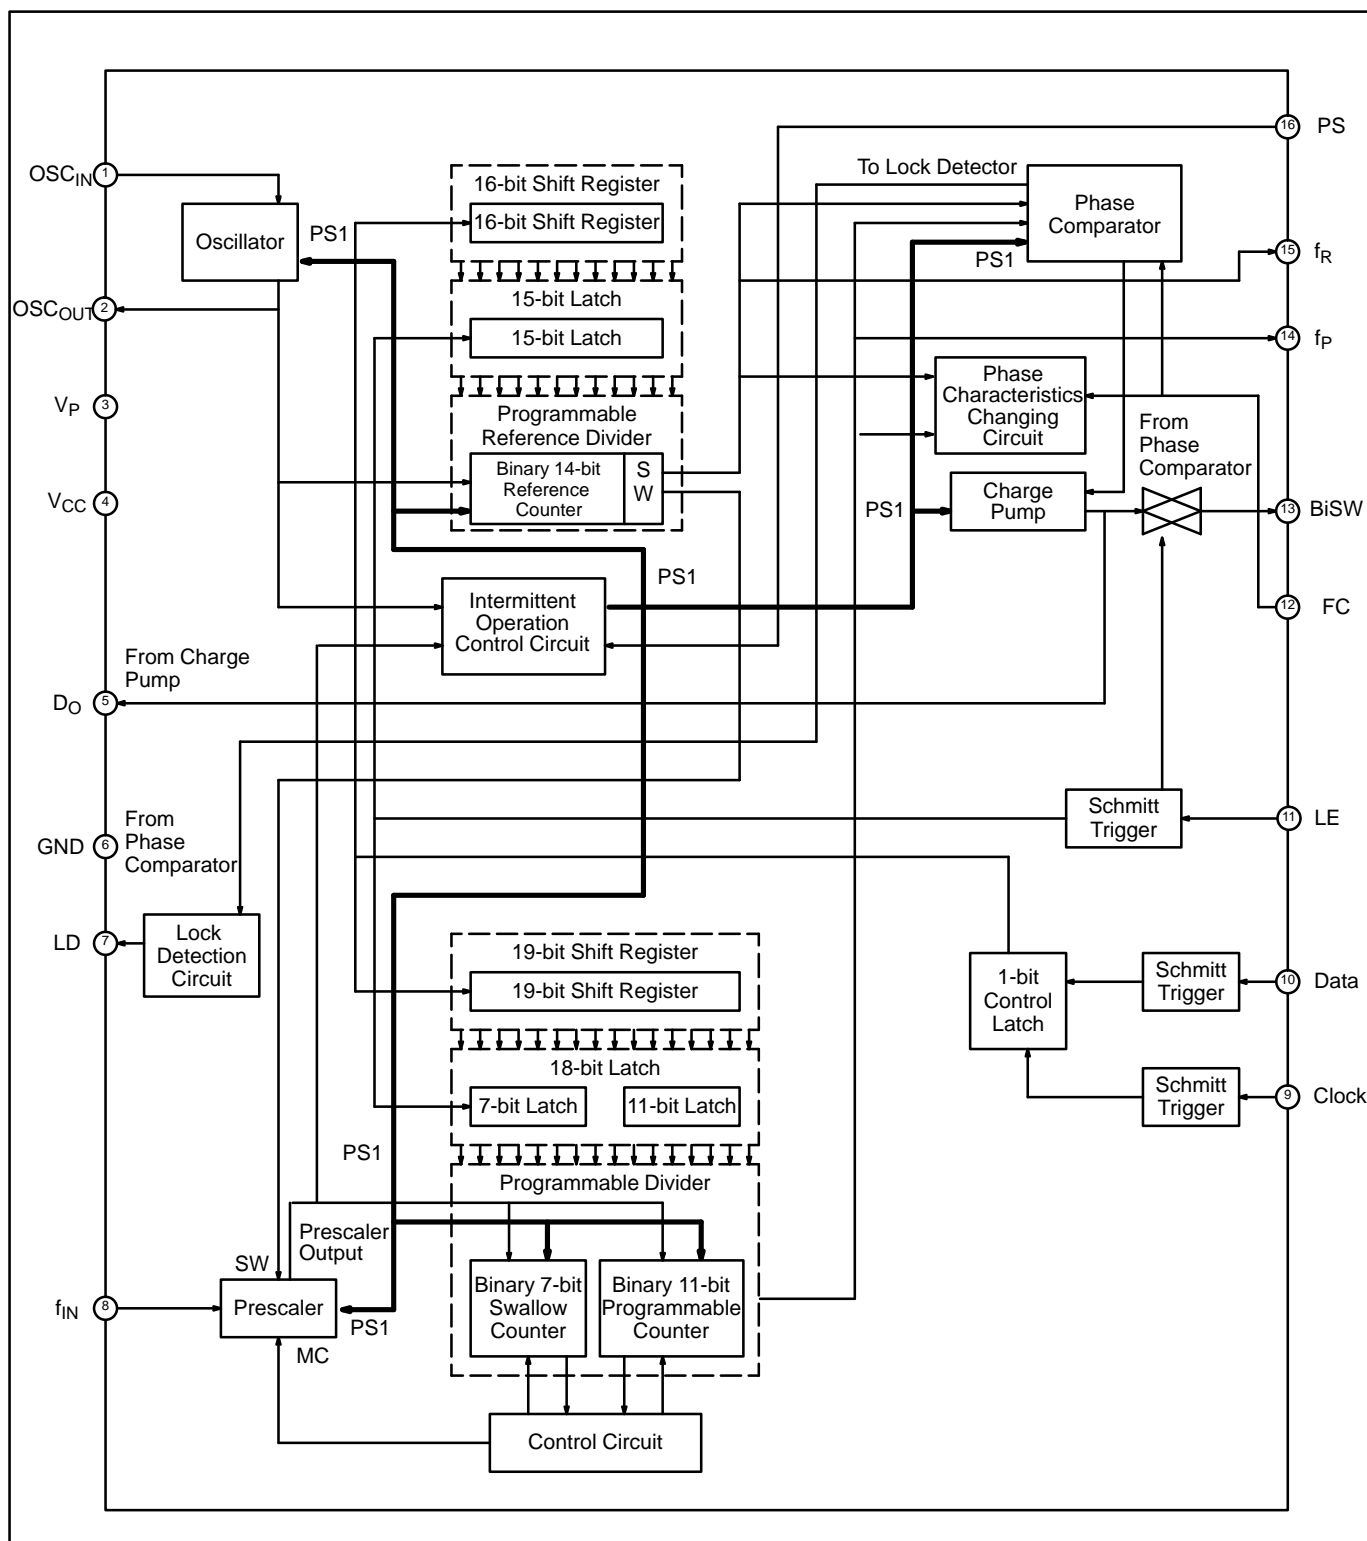 16 PS
To Lock Detector
1 OSCIN
16-bit Shift Register
16-bit Shift Register
Phase
Comparator
PS1
Oscillator
PS1
15 fR
15-bit Latch
15-bit Latch
2 OSCOUT
14 fP
Phase
Characteristics
Changing
Circuit
3 VP
Programmable
Reference Divider
Binary 14-bit
Reference
Counter
S
W
From
Phase
Comparator
4 VCC
PS1
Charge
Pump
13 BiSW
PS1
Intermittent
Operation
Control Circuit
12 FC
From Charge
Pump
5 DO
From
Phase
Comparator
6 GND
Schmitt
Trigger
11 LE
7 LD
Lock
Detection
Circuit
19-bit Shift Register
19-bit Shift Register
1-bit
Control
Latch
Schmitt
Trigger
10 Data
18-bit Latch
7-bit Latch
11-bit Latch
Schmitt
Trigger
9 Clock
PS1
Programmable Divider
Prescaler
Output
SW
8 fIN
Prescaler
PS1
MC
Binary 7-bit
Swallow
Counter
Binary 11-bit
Programmable
Counter
Control Circuit